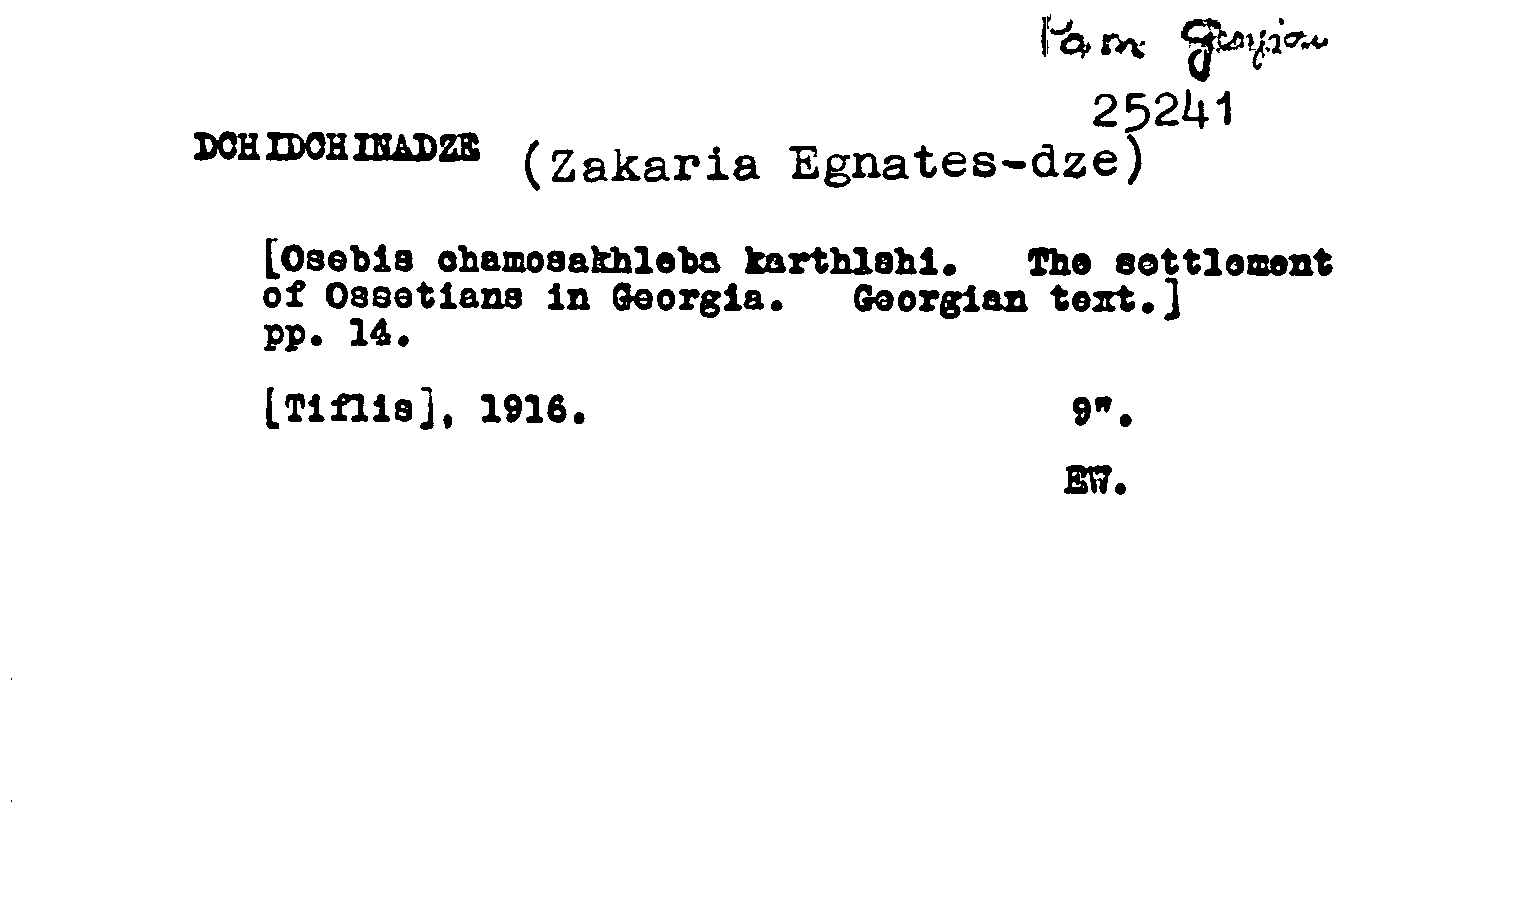 Pam Georgian
25241
DCHIDCHINADZE (Zakaria Egnates-dze)
[Osebis chamosakhleba karthlshi. The settlement
of Ossetians in Georgia. Georgian text.]
pp. 14.
[Tiflis], 1916. 9".
EW.